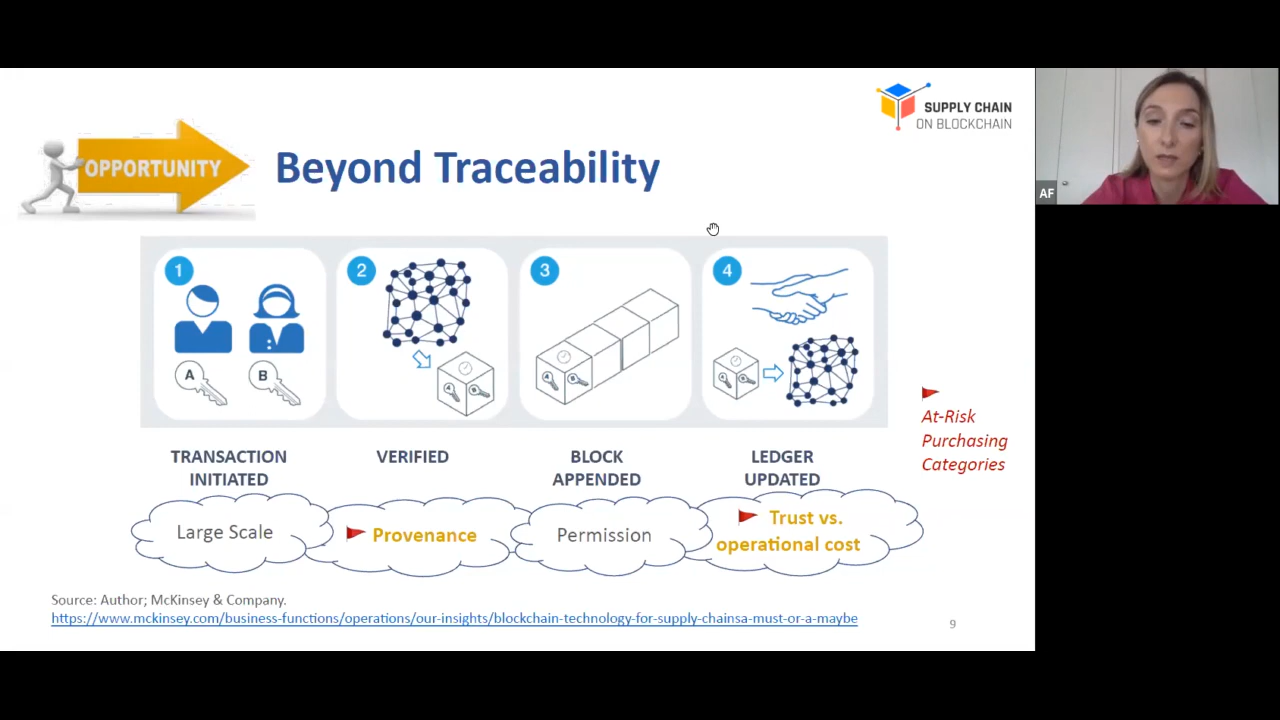 SUPPLY CHAIN
ON BLOCKCHAIN
OPPORTUNITY
Beyond Traceability
AF
1
2
3
4
A
B
A
B
A
B
A
B
At-Risk
Purchasing
Categories
TRANSACTION
INITIATED
VERIFIED
BLOCK
APPENDED
LEDGER
UPDATED
Large Scale
Provenance
Permission
Trust vs.
operational cost
Source: Author; McKinsey & Company.
https://www.mckinsey.com/business-functions/operations/our-insights/blockchain-technology-for-supply-chainsa-must-or-a-maybe
9